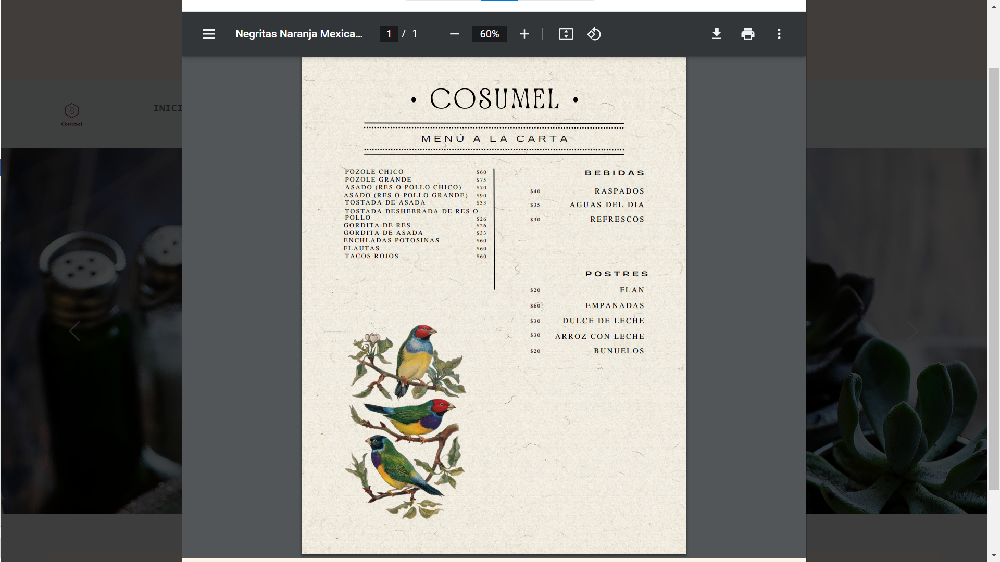 Negritas Naranja Mexica...
1 / 1
60%
Cosumel
INICI
• COSUMEL •
MENÚ A LA CARTA
POZOLE CHICO $60
POZOLE GRANDE $75
ASADO (RES O POLLO CHICO) $70
ASADO (RES O POLLO GRANDE) $90
TOSTADA DE ASADA $33
TOSTADA DESHEBRADA DE RES O
POLLO $26
GORDITA DE RES $26
GORDITA DE ASADA $33
ENCHLADAS POTOSINAS $60
FLAUTAS $60
TACOS ROJOS $60
BEBIDAS
$40 RASPADOS
$35 AGUAS DEL DIA
$30 REFRESCOS
POSTRES
$20 FLAN
$60 EMPANADAS
$30 DULCE DE LECHE
$30 ARROZ CON LECHE
$20 BUNUELOS